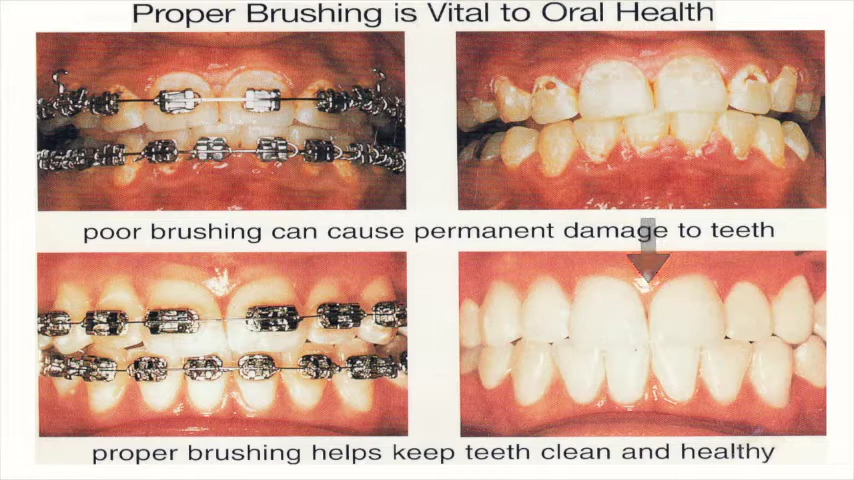 Proper Brushing is Vital to Oral Health
poor brushing can cause permanent damage to teeth
proper brushing helps keep teeth clean and healthy